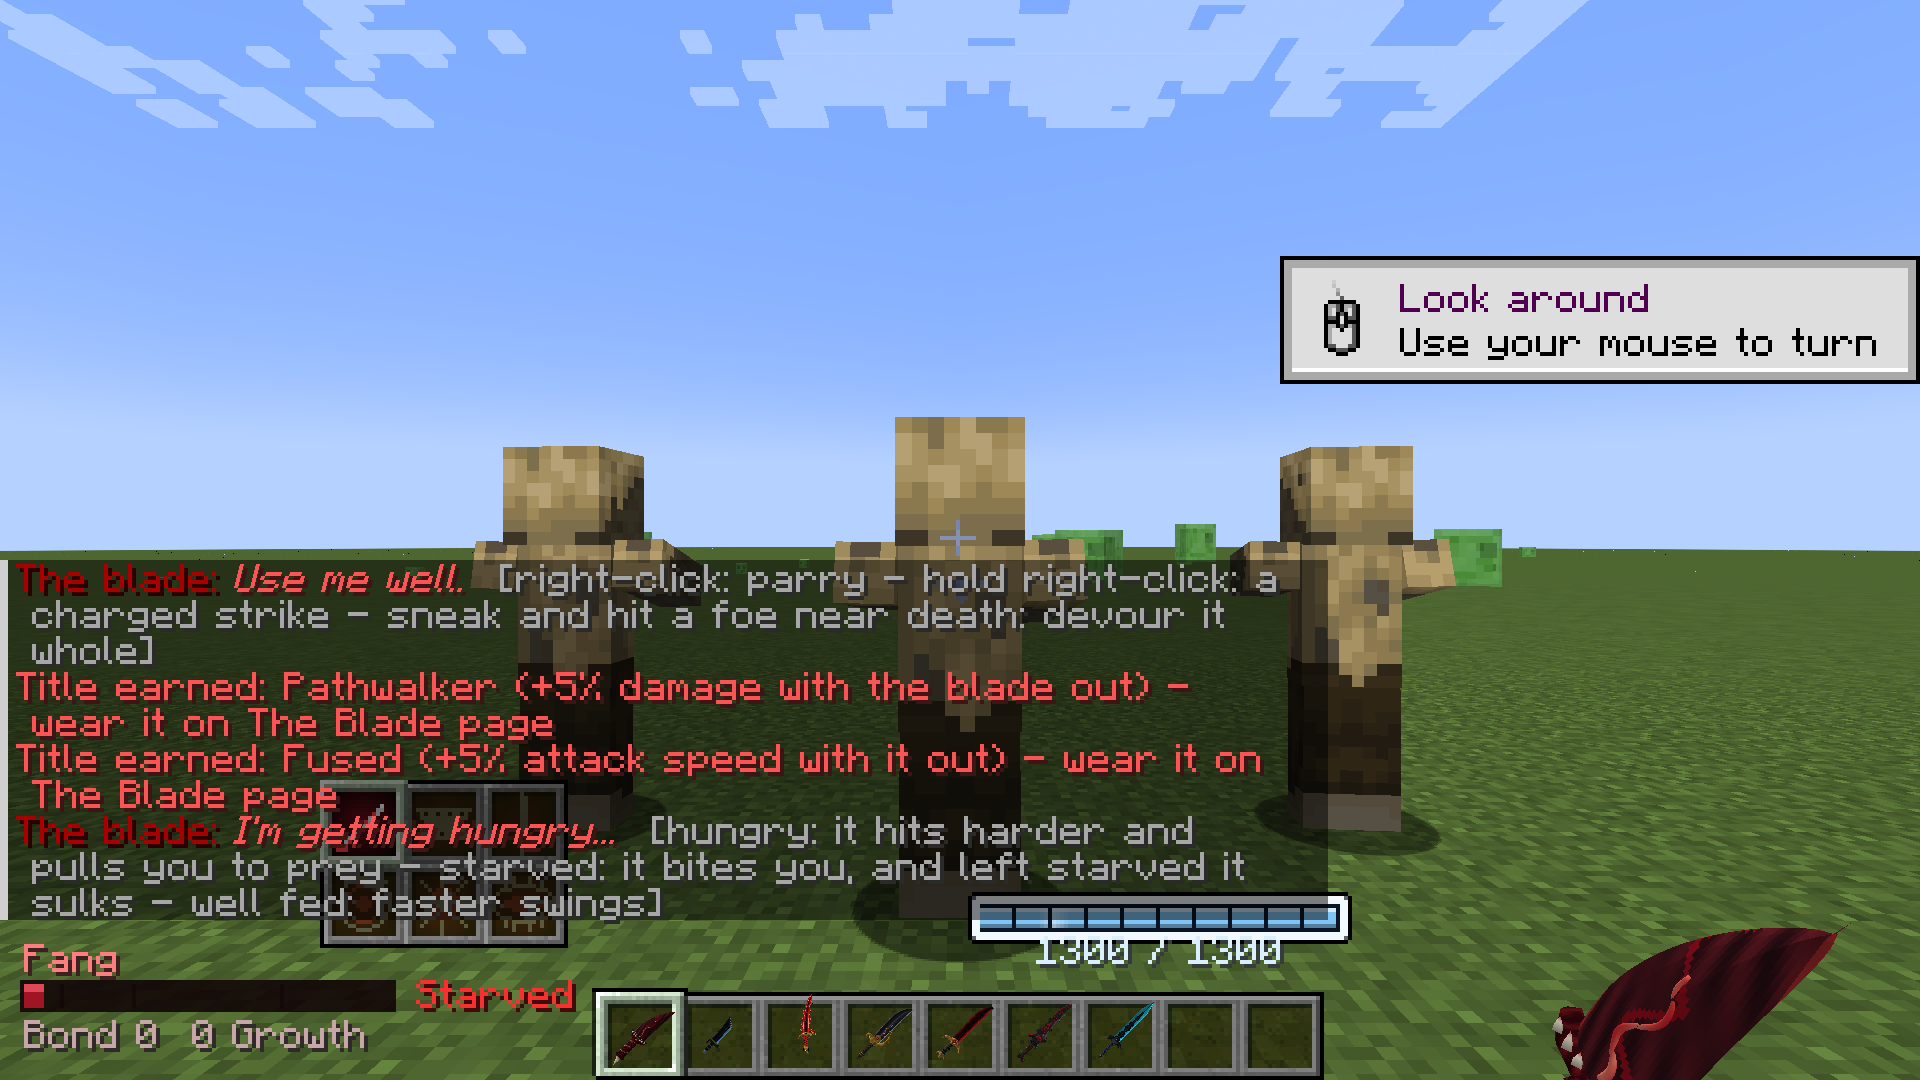 Look around
Use your mouse to turn
The blade: Use me well. [right-click: parry - hold right-click: a
charged strike - sneak and hit a foe near death: devour it
whole]
Title earned: Pathwalker (+5% damage with the blade out) -
wear it on The Blade page
Title earned: Fused (+5% attack speed with it out) - wear it on
The Blade page
The blade: I'm getting hungry... [hungry: it hits harder and
pulls you to prey - starved: it bites you, and left starved it
sulks - well fed: faster swings]
1300 / 1300
Fang
Starved
Bond 0 0 Growth